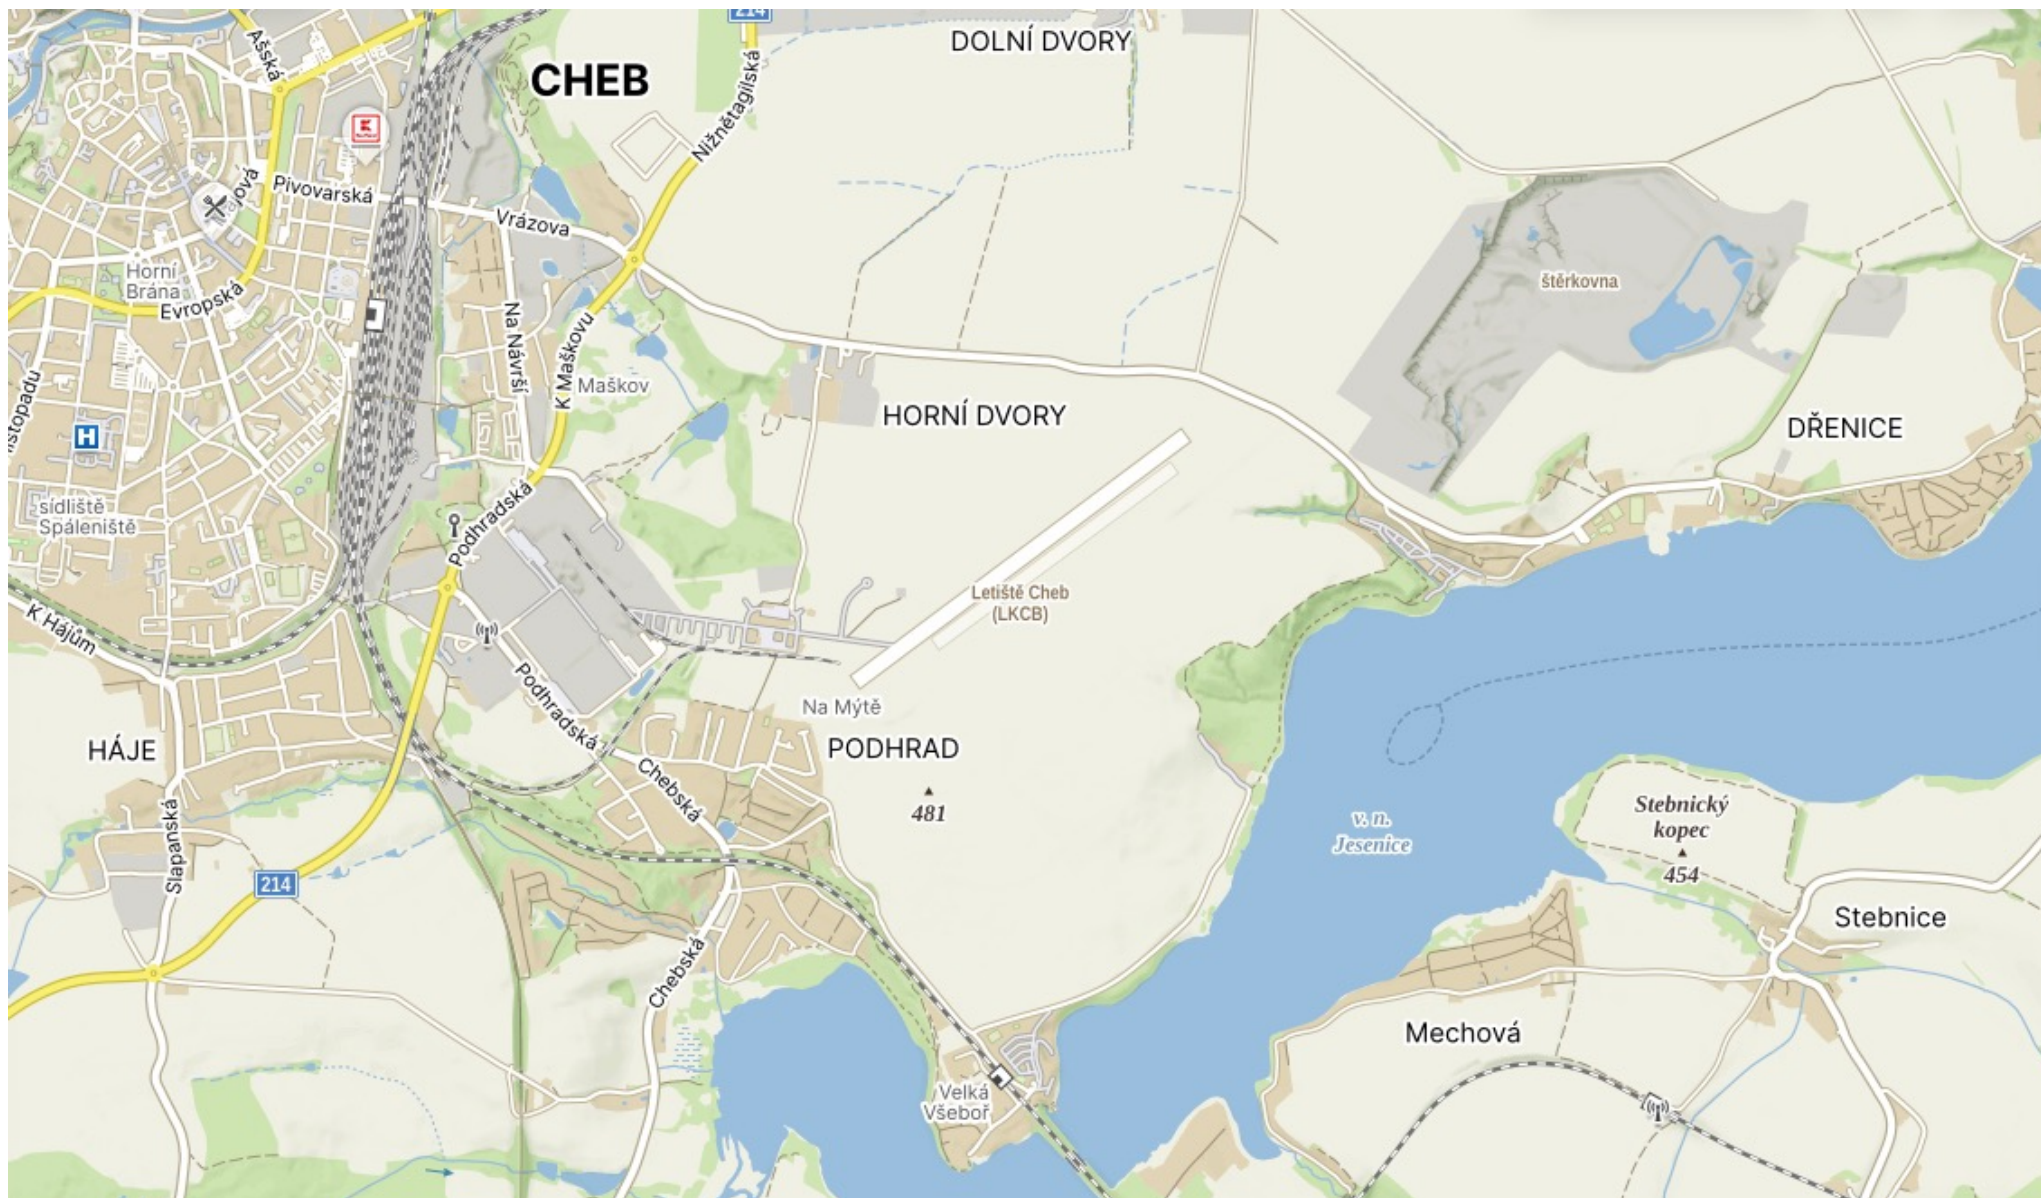 214
Ašská
CHEB
Nižnětagilská
DOLNÍ DVORY
Pivovarská
Vrázova
Horní
Brána
Evropská
Na Návrší
K Maškovu
Maškov
štěrkovna
HORNÍ DVORY
DŘENICE
H
sídliště
Spáleniště
Podhradská
Letiště Cheb
(LKCB)
K Hájům
Podhradská
Na Mýtě
HÁJE
PODHRAD
Chebská
481
Slapanská
v. n.
Jesenice
Stebnický
kopec
454
214
Stebnice
Chebská
Mechová
Velká
Všeboř